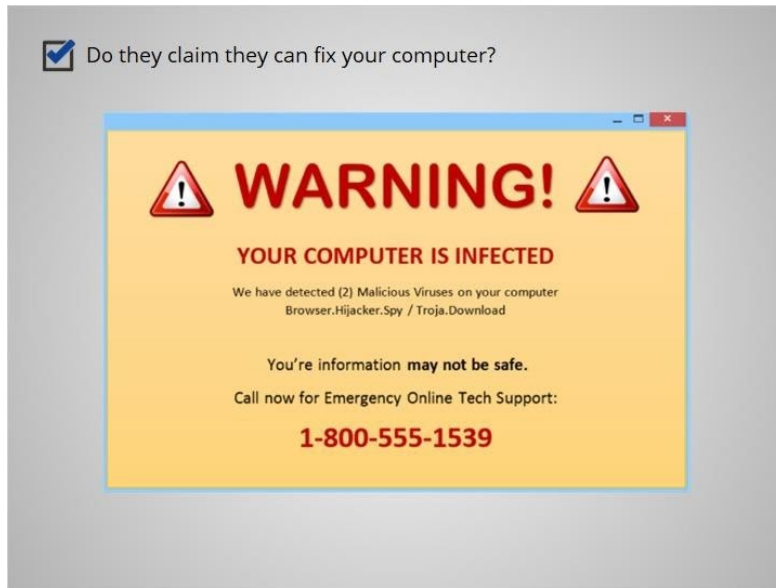 Do they claim they can fix your computer?
WARNING!
YOUR COMPUTER IS INFECTED
We have detected (2) Malicious Viruses on your computer
Browser.Hijacker.Spy / Troja.Download
You're information may not be safe.
Call now for Emergency Online Tech Support:
1-800-555-1539